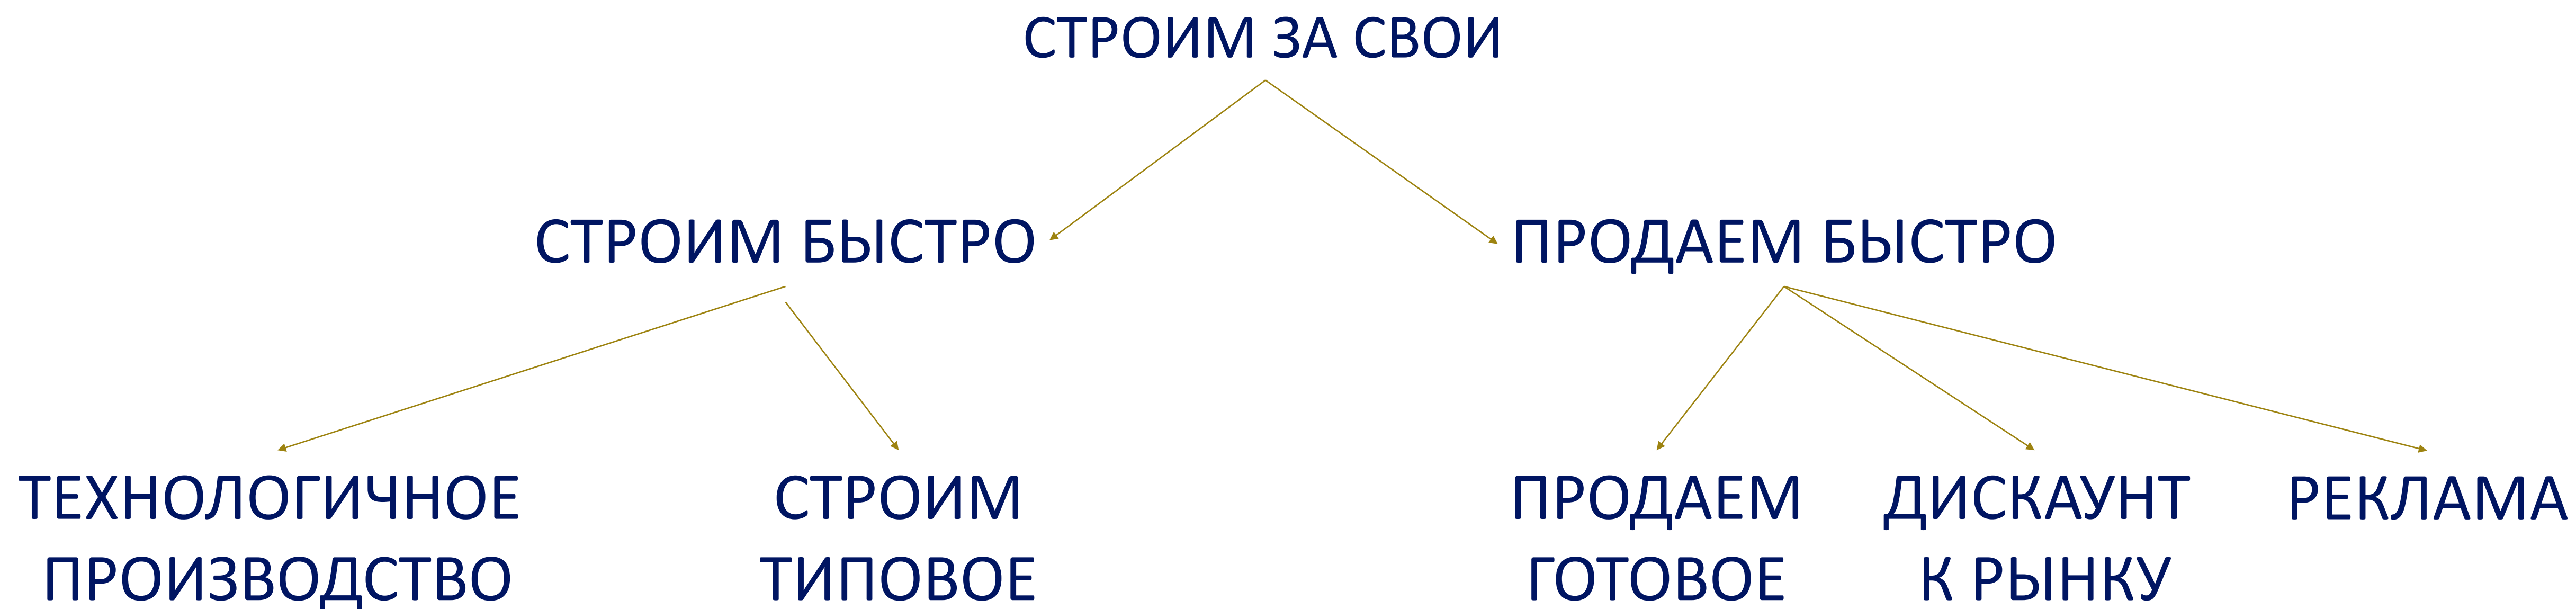 СТРОИМ ЗА СВОИ
СТРОИМ БЫСТРО
ПРОДАЕМ БЫСТРО
ТЕХНОЛОГИЧНОЕ
ПРОИЗВОДСТВО
СТРОИМ
ТИПОВОЕ
ПРОДАЕМ
ГОТОВОЕ
ДИСКАУНТ
К РЫНКУ
РЕКЛАМА